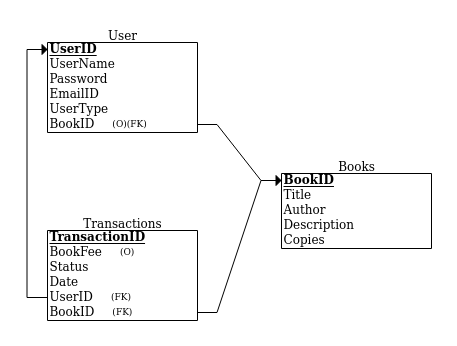 User
UserID
UserName
Password
EmailID
UserType
BookID (O)(FK)
Books
BookID
Title
Author
Description
Copies
Transactions
TransactionID
BookFee (O)
Status
Date
UserID (FK)
BookID (FK)